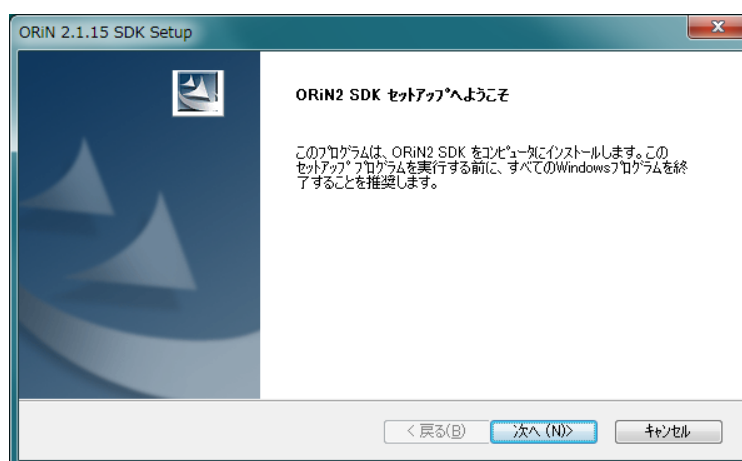 ORiN 2.1.15 SDK Setup
ORiN2 SDK ｾｯﾄｱｯﾌﾟへようこそ
このﾌﾟﾛｸﾞﾗﾑは、ORiN2 SDK をｺﾝﾋﾟｭｰﾀにｲﾝｽﾄｰﾙします。この
ｾｯﾄｱｯﾌﾟ ﾌﾟﾛｸﾞﾗﾑを実行する前に、すべてのWindowsﾌﾟﾛｸﾞﾗﾑを終
了することを推奨します。
< 戻る(B)
次へ (N)>
ｷｬﾝｾﾙ